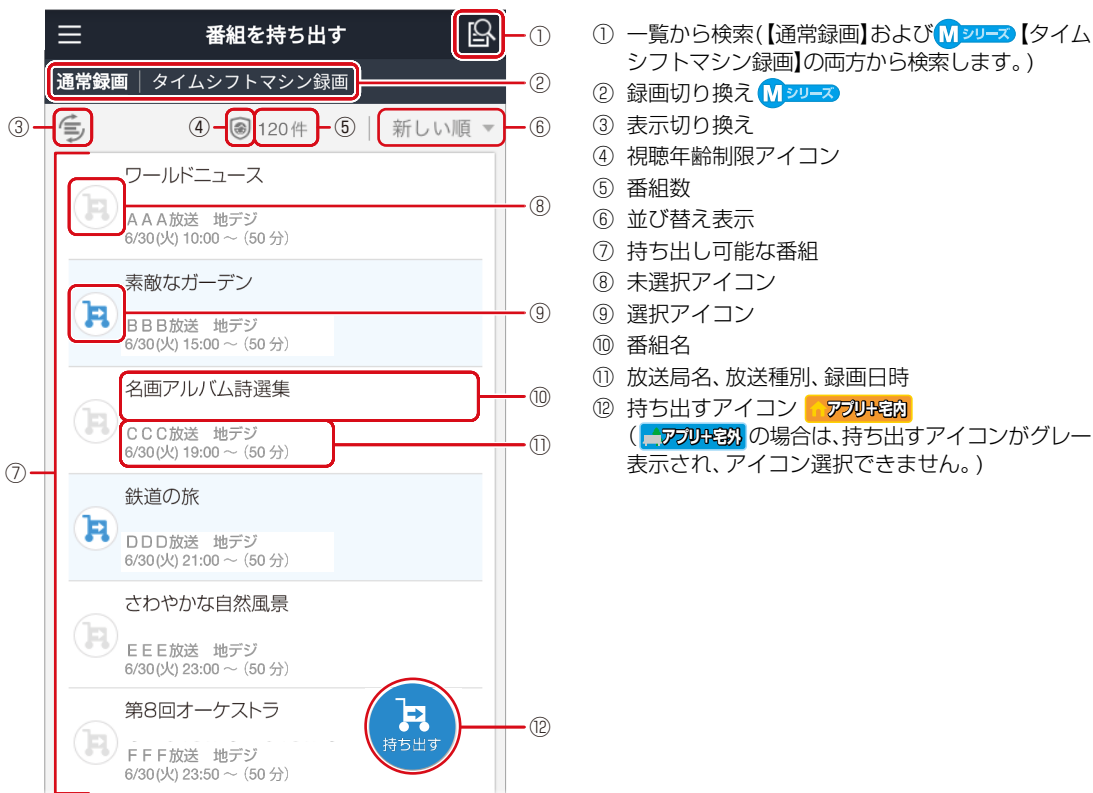 番組を持ち出す
①
通常録画 | タイムシフトマシン録画
②
③
④
120件
⑤
新しい順
⑥
⑦
ワールドニュース
AAA放送 地デジ
6/30(火) 10:00 ～ (50 分)
⑧
素敵なガーデン
BBB放送 地デジ
6/30(火) 15:00 ～ (50 分)
⑨
名画アルバム詩選集
⑩
CCC放送 地デジ
6/30(火) 19:00 ～ (50 分)
⑪
鉄道の旅
DDD放送 地デジ
6/30(火) 21:00 ～ (50 分)
さわやかな自然風景
EEE放送 地デジ
6/30(火) 23:00 ～ (50 分)
第8回オーケストラ
FFF放送 地デジ
6/30(火) 23:50 ～ (50 分)
持ち出す
⑫
① 一覧から検索(【通常録画】およびMシリーズ【タイム
シフトマシン録画】の両方から検索します。)
② 録画切り換え Mシリーズ
③ 表示切り換え
④ 視聴年齢制限アイコン
⑤ 番組数
⑥ 並び替え表示
⑦ 持ち出し可能な番組
⑧ 未選択アイコン
⑨ 選択アイコン
⑩ 番組名
⑪ 放送局名、放送種別、録画日時
⑫ 持ち出すアイコン アプリ+宅内
(アプリ+宅外 の場合は、持ち出すアイコンがグレー
表示され、アイコン選択できません。)